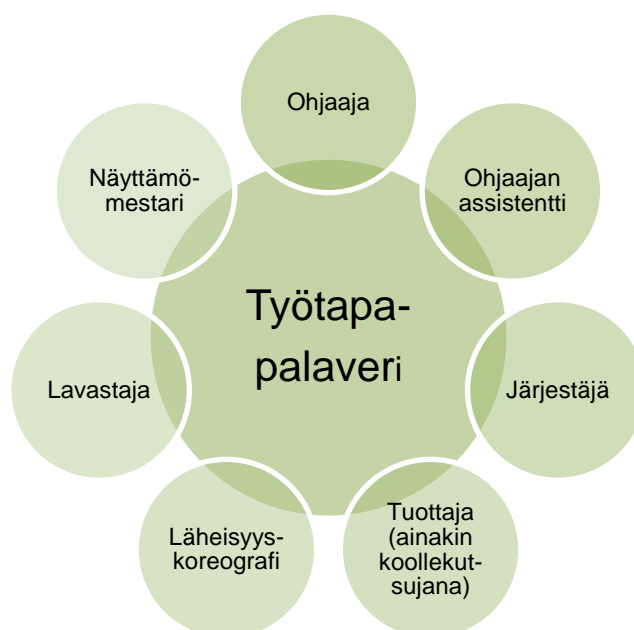 Ohjaaja
Ohjaajan
assistentti
Järjestäjä
Tuottaja
(ainakin
koollekut-
sujana)
Läheisyys-
koreografi
Lavastaja
Näyttämö-
mestari
Työtapa-
palaveri